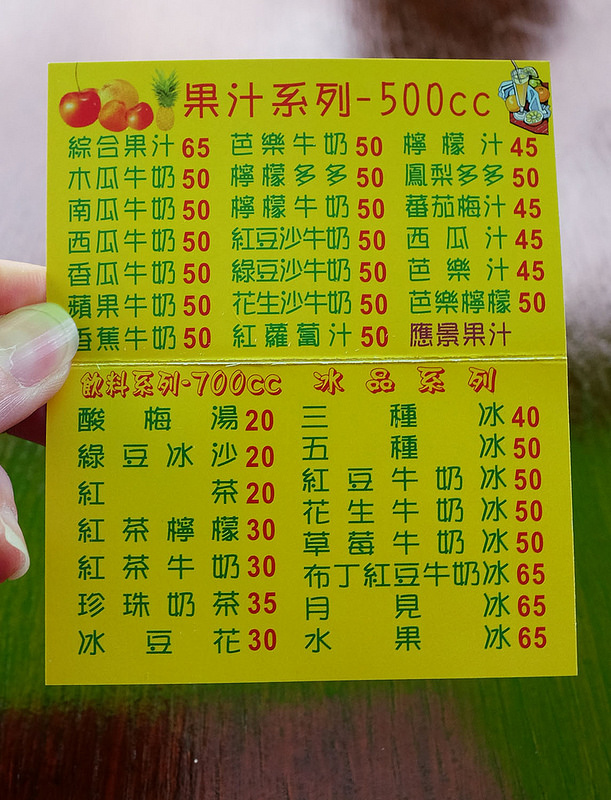 果汁系列-500cc
綜合果汁 65 芭樂牛奶 50 檸檬汁 45
木瓜牛奶 50 檸檬多多 50 鳳梨多多 50
南瓜牛奶 50 檸檬牛奶 50 蕃茄梅汁 45
西瓜牛奶 50 紅豆沙牛奶 50 西瓜汁 45
香瓜牛奶 50 綠豆沙牛奶 50 芭樂汁 45
蘋果牛奶 50 花生沙牛奶 50 芭樂檸檬 50
香蕉牛奶 50 紅蘿蔔汁 50 應景果汁
飲料系列-700cc
酸梅湯 20
綠豆冰沙 20
紅茶 20
紅茶檸檬 30
紅茶牛奶 30
珍珠奶茶 35
冰豆花 30
冰品系列
三種冰 40
五種冰 50
紅豆牛奶冰 50
花生牛奶冰 50
草莓牛奶冰 50
布丁紅豆牛奶冰 65
月見冰 65
水果冰 65